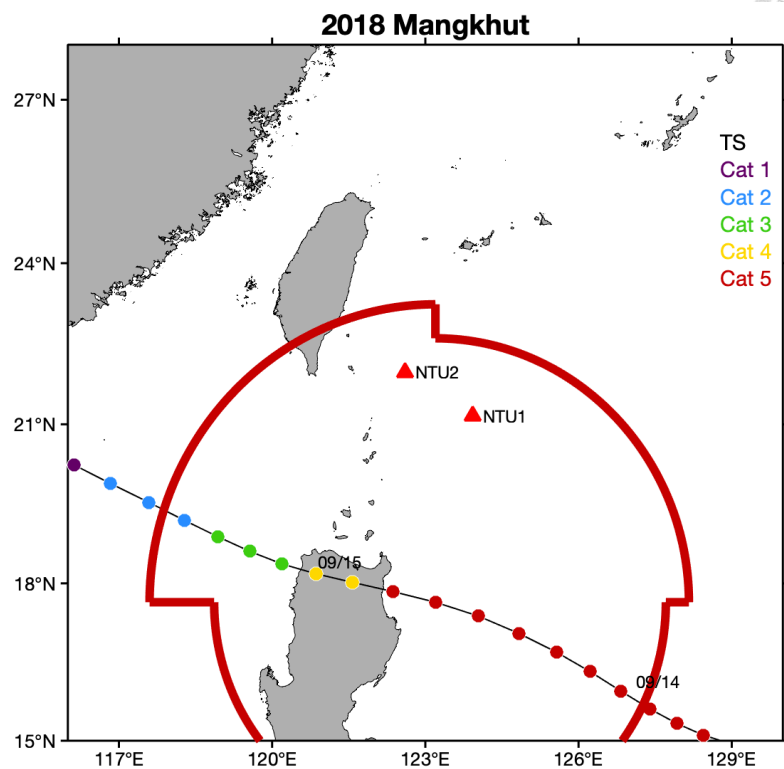 2018 Mangkhut
27°N
24°N
21°N
18°N
15°N
TS
Cat 1
Cat 2
Cat 3
Cat 4
Cat 5
NTU2
NTU1
09/15
09/14
117°E
120°E
123°E
126°E
129°E